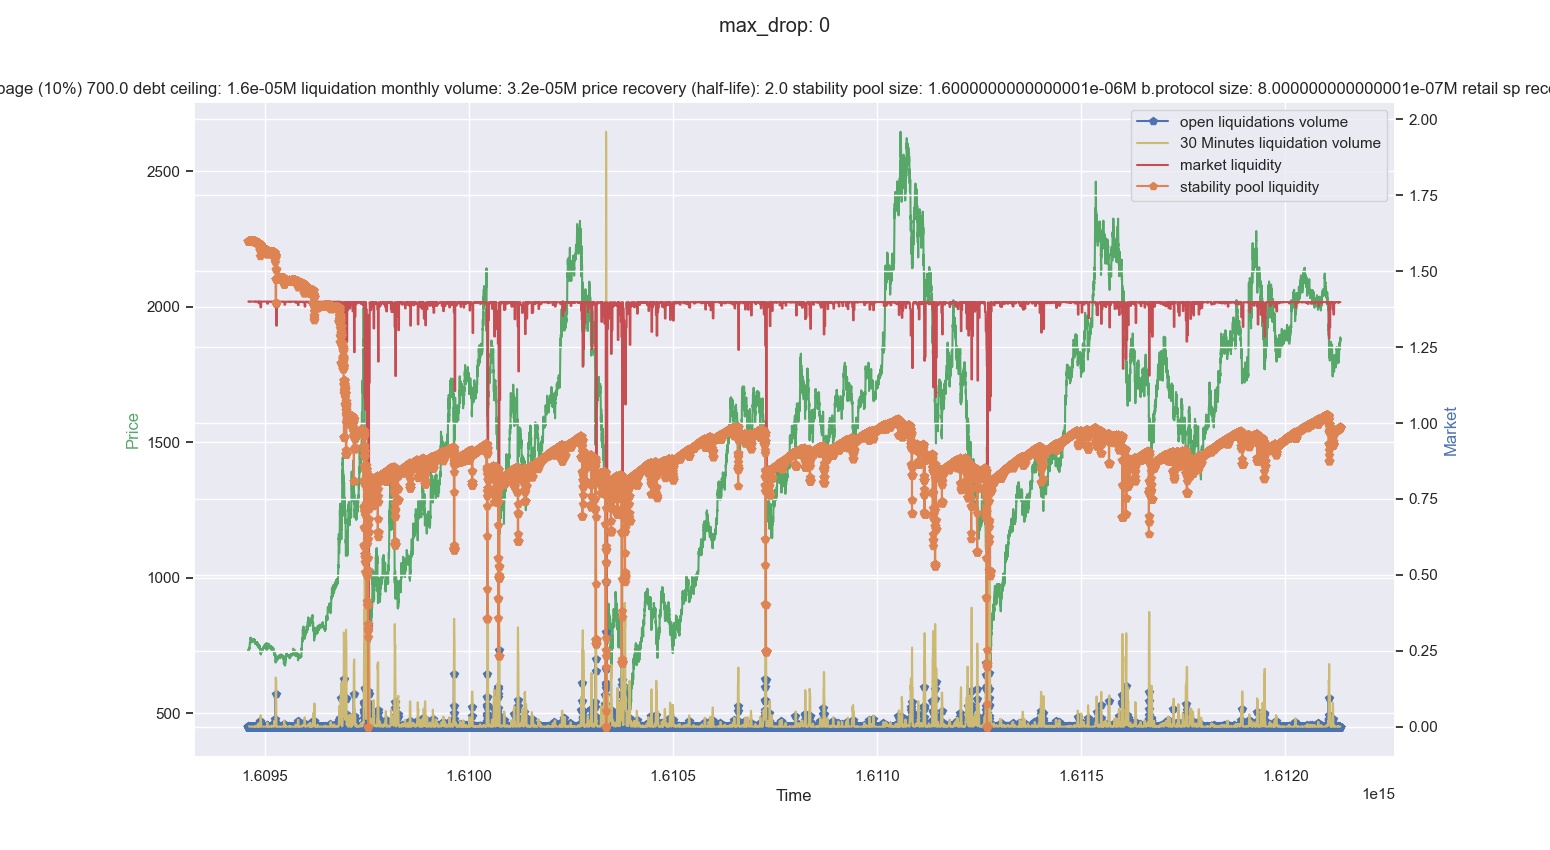 max_drop: 0
page (10%) 700.0 debt ceiling: 1.6e-05M liquidation monthly volume: 3.2e-05M price recovery (half-life): 2.0 stability pool size: 1.6000000000000001e-06M b.protocol size: 8.000000000000001e-07M retail sp reco
open liquidations volume
30 Minutes liquidation volume
market liquidity
stability pool liquidity
2500
2000
1500
1000
500
Price
2.00
1.75
1.50
1.25
1.00
0.75
0.50
0.25
0.00
Market
1.6095
1.6100
1.6105
1.6110
1.6115
1.6120
1e15
Time